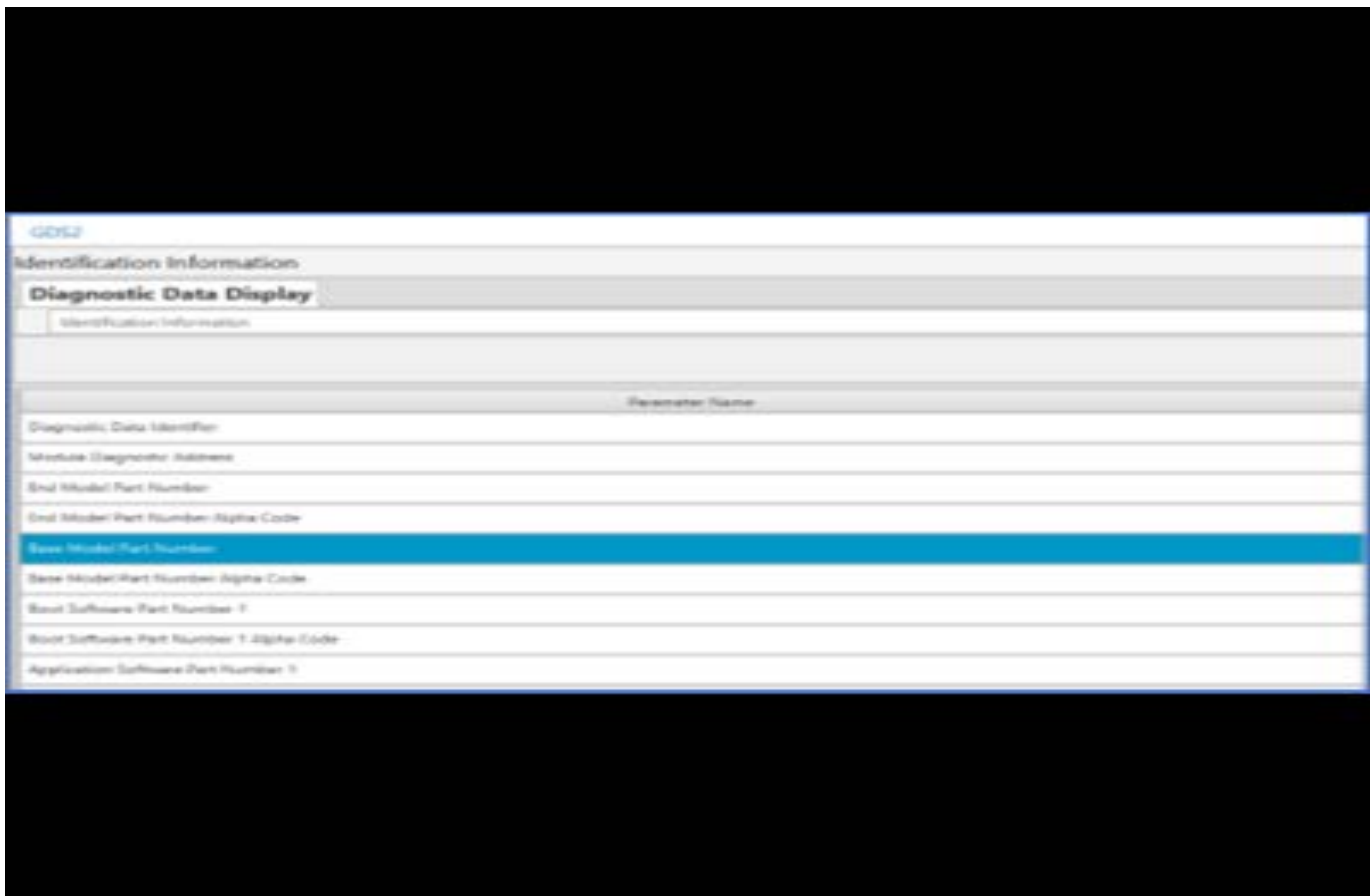 GDS2
Identification Information
Diagnostic Data Display
Identification Information
Parameter Name
Diagnostic Data Identifier
Module Diagnostic Address
End Model Part Number
End Model Part Number Alpha Code
Base Model Part Number
Base Model Part Number Alpha Code
Boot Software Part Number 1
Boot Software Part Number 1 Alpha Code
Application Software Part Number 1